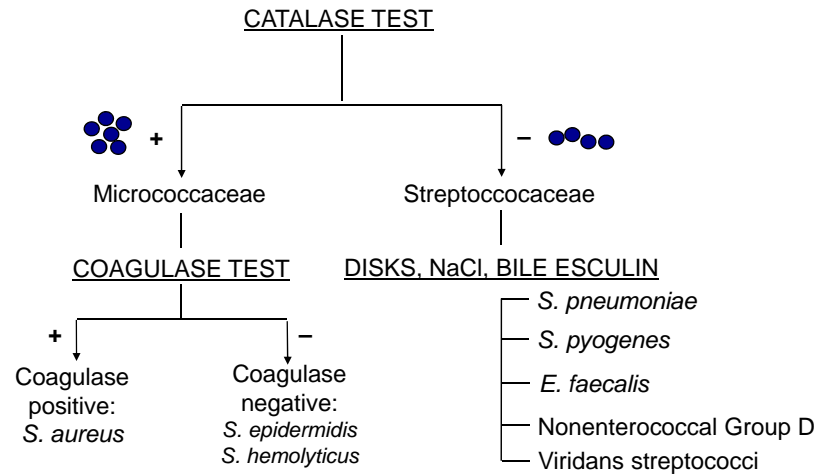 CATALASE TEST
+
–
Micrococcaceae
Streptoccocaceae
COAGULASE TEST
DISKS, NaCl, BILE ESCULIN
+
–
Coagulase
positive:
S. aureus
Coagulase
negative:
S. epidermidis
S. hemolyticus
S. pneumoniae
S. pyogenes
E. faecalis
Nonenterococcal Group D
Viridans streptococci